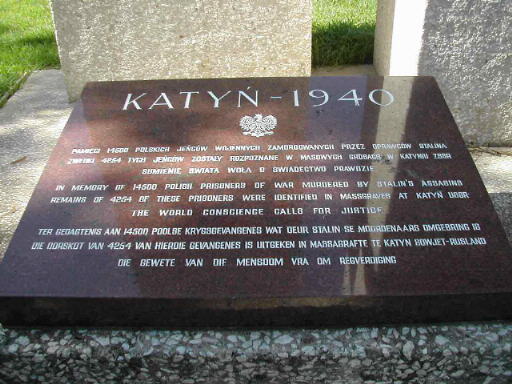 KATYŃ-1940
PAMIĘCI 14500 POLSKICH JEŃCÓW WOJENNYCH ZAMORDOWANYCH PRZEZ OPRAWCÓW STALINA
ZWŁOKI 4254 TYCH JEŃCÓW ZOSTAŁY ROZPOZNANE W MASOWYCH GROBACH W KATYNIU ZSSR
SUMIENIE ŚWIATA WOŁA O ŚWIADECTWO PRAWDZIE
IN MEMORY OF 14500 POLISH PRISONERS OF WAR MURDERED BY STALIN'S ASSASINS
REMAINS OF 4254 OF THESE PRISONERS WERE IDENTIFIED IN MASSGRAVES AT KATYŃ USSR
THE WORLD CONSCIENCE CALLS FOR JUSTICE
TER GEDAGTENIS AAN 14500 POOLSE KRYGSGEVANGENES WAT DEUR STALIN SE MOORDENAARS OMGEBRING IS
DIE OORSKOT VAN 4254 VAN HIERDIE GEVANGENES IS UITGEKEN IN MASSAGRAFTE TE KATYN SOWJET-RUSLAND
DIE GEWETE VAN DIE MENSDOM VRA OM REGVERDIGING